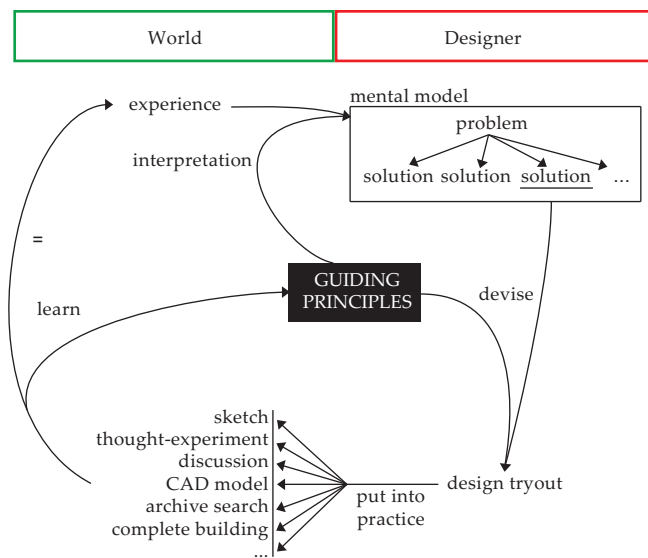 World
Designer
experience
mental model
problem
interpretation
solution solution solution ...
=
GUIDING
PRINCIPLES
devise
learn
sketch
thought-experiment
discussion
CAD model
archive search
complete building
...
put into
practice
design tryout